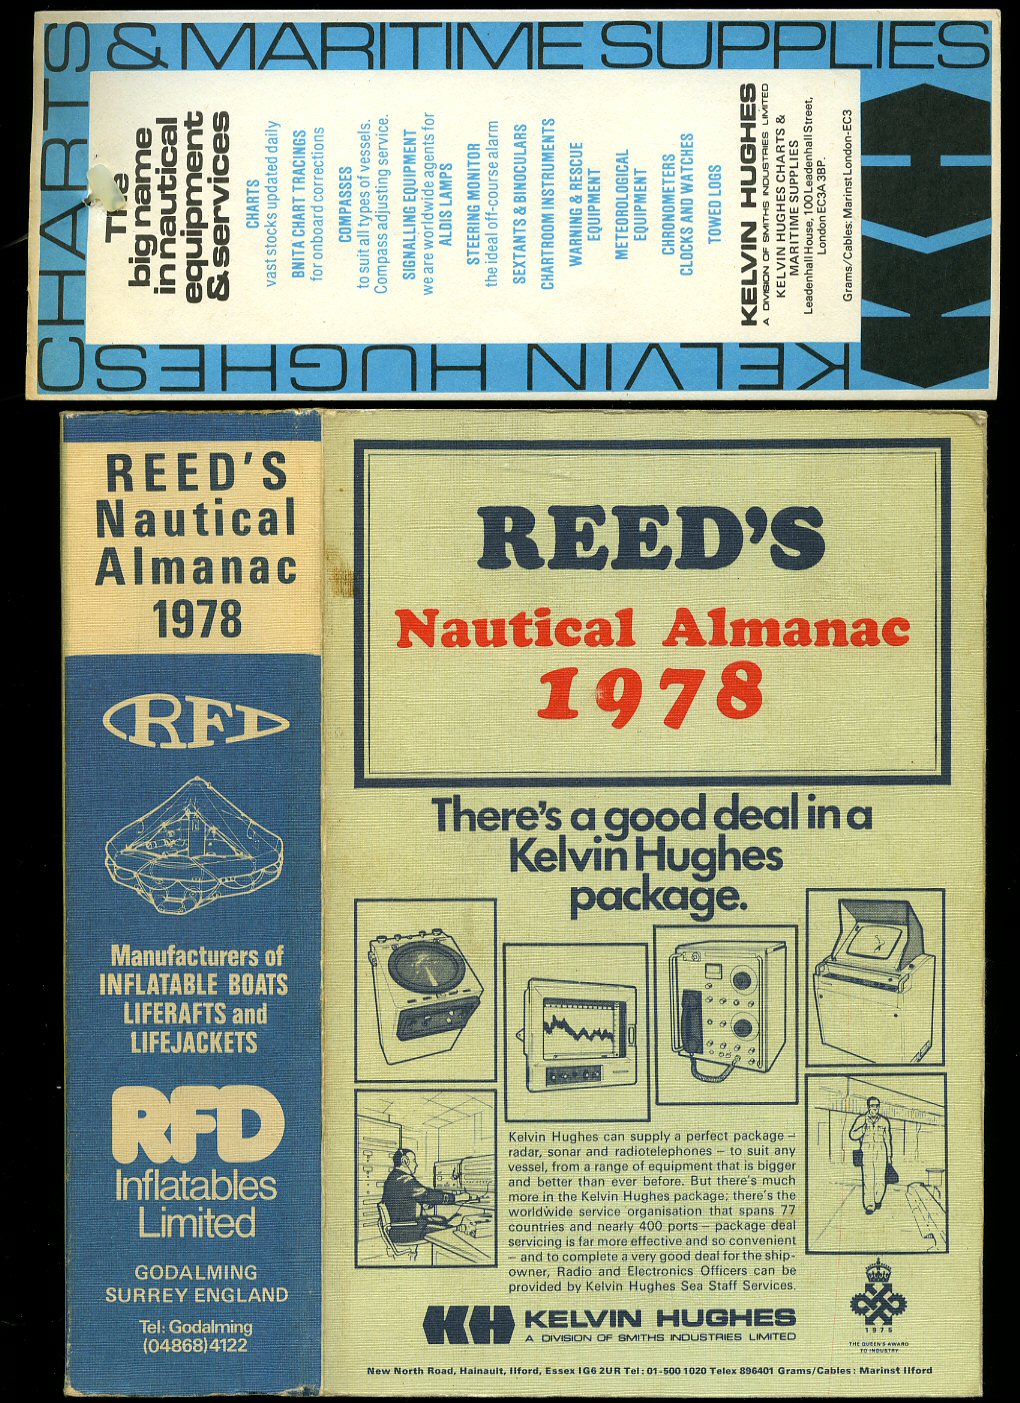 CHARTS & MARITIME SUPPLIES
KELVIN HUGHES
The
big name
in nautical
equipment
& services
CHARTS
vast stocks updated daily
BNITA CHART TRACINGS
for onboard corrections
COMPASSES
to suit all types of vessels.
Compass adjusting service.
SIGNALLING EQUIPMENT
we are worldwide agents for
ALDIS LAMPS
STEERING MONITOR
the ideal off-course alarm
SEXTANTS & BINOCULARS
CHARTROOM INSTRUMENTS
WARNING & RESCUE
EQUIPMENT
METEOROLOGICAL
EQUIPMENT
CHRONOMETERS
CLOCKS AND WATCHES
TOWED LOGS
KELVIN HUGHES
A DIVISION OF SMITHS INDUSTRIES LIMITED
KELVIN HUGHES CHARTS &
MARITIME SUPPLIES
Leadenhall House, 100 Leadenhall Street,
London EC3A 3BP.
Grams/Cables: Marinst London-EC3
KH
REED'S
Nautical
Almanac
1978
RFD
Manufacturers of
INFLATABLE BOATS
LIFERAFTS and
LIFEJACKETS
RFD
Inflatables
Limited
GODALMING
SURREY ENGLAND
Tel: Godalming
(04868) 4122
REED'S
Nautical Almanac
1978
There's a good deal in a
Kelvin Hughes
package.
Kelvin Hughes can supply a perfect package –
radar, sonar and radiotelephones – to suit any
vessel, from a range of equipment that is bigger
and better than ever before. But there's much
more in the Kelvin Hughes package; there's the
worldwide service organisation that spans 77
countries and nearly 400 ports – package deal
servicing is far more effective and so convenient
– and to complete a very good deal for the ship-
owner, Radio and Electronics Officers can be
provided by Kelvin Hughes Sea Staff Services.
KH KELVIN HUGHES
A DIVISION OF SMITHS INDUSTRIES LIMITED
1975
THE QUEEN'S AWARD
TO INDUSTRY
New North Road, Hainault, Ilford, Essex IG6 2UR Tel: 01-500 1020 Telex 896401 Grams/Cables: Marinst Ilford